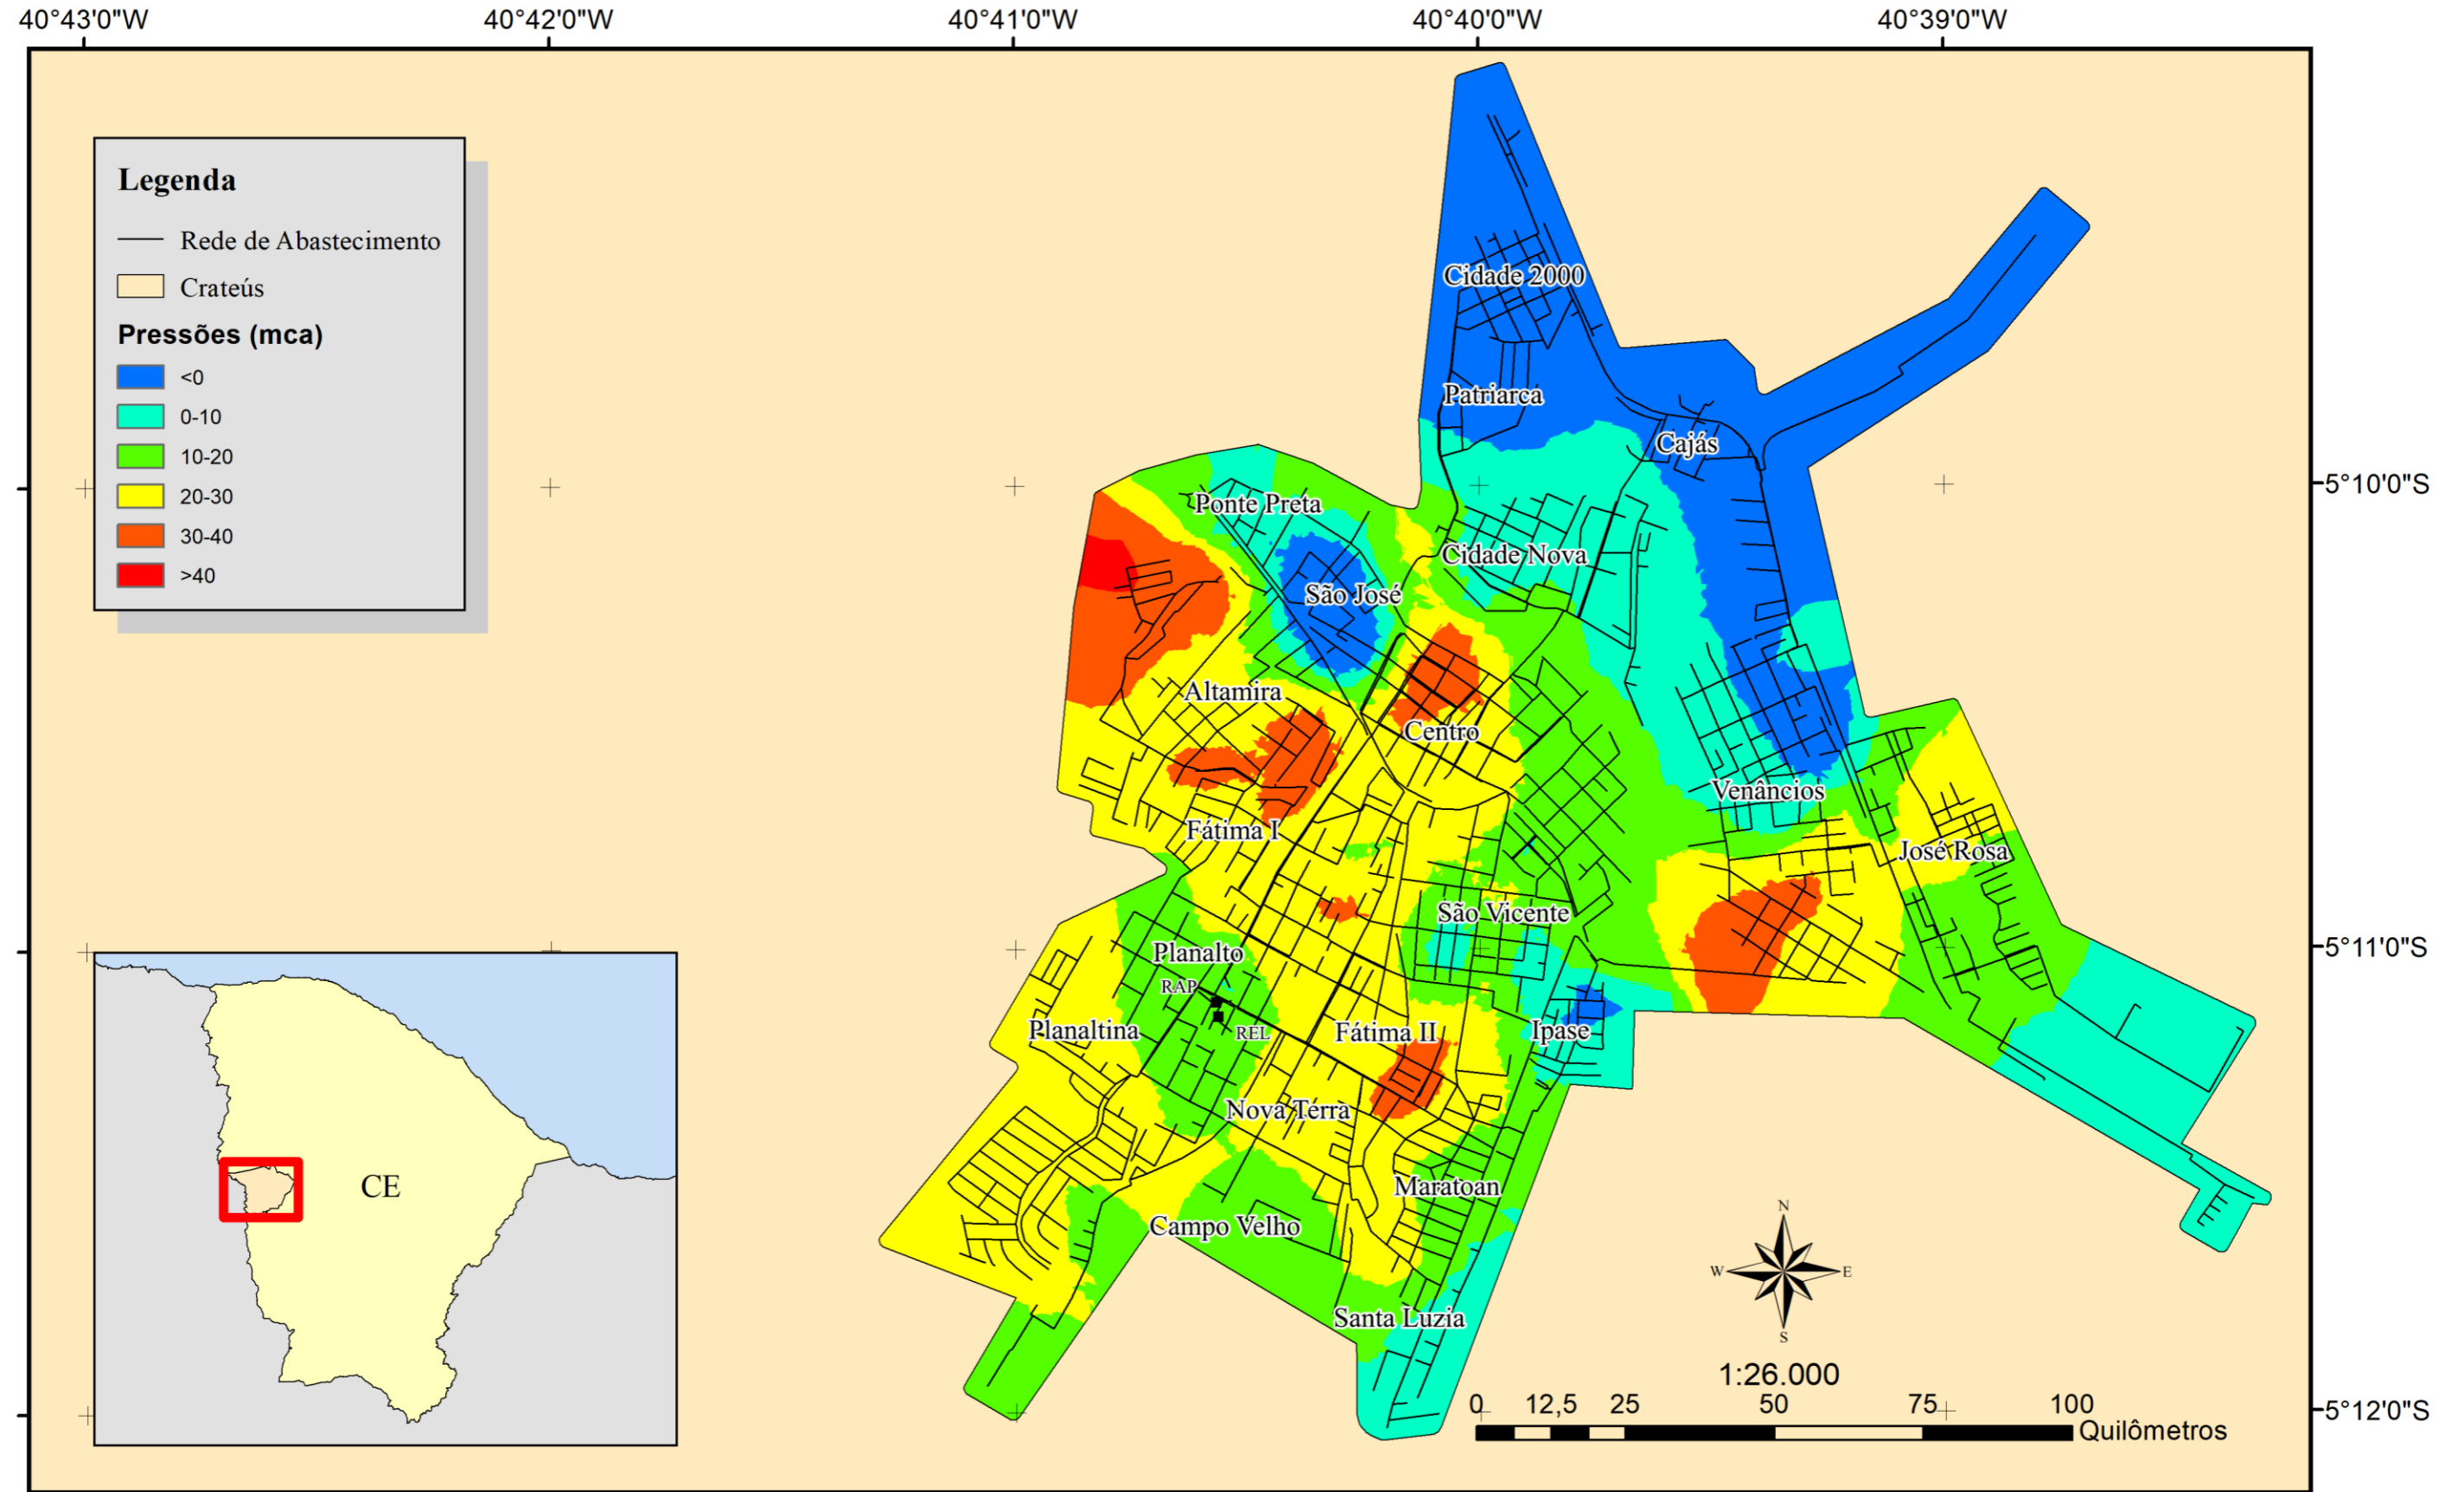 40°43'0"W
40°42'0"W
40°41'0"W
40°40'0"W
40°39'0"W
Legenda
Rede de Abastecimento
Crateús
Pressões (mca)
<0
0-10
10-20
20-30
30-40
>40
Cidade 2000
Patriarca
Cajás
5°10'0"S
Ponte Preta
Cidade Nova
São José
Altamira
Centro
Venâncios
Fátima I
José Rosa
São Vicente
5°11'0"S
Planalto
RAP
Planaltina
REL
Fátima II
Ipase
Nova Terra
CE
Maratoan
Campo Velho
Santa Luzia
N
W
E
S
1:26.000
0 12,5 25 50 75 100
Quilômetros
5°12'0"S